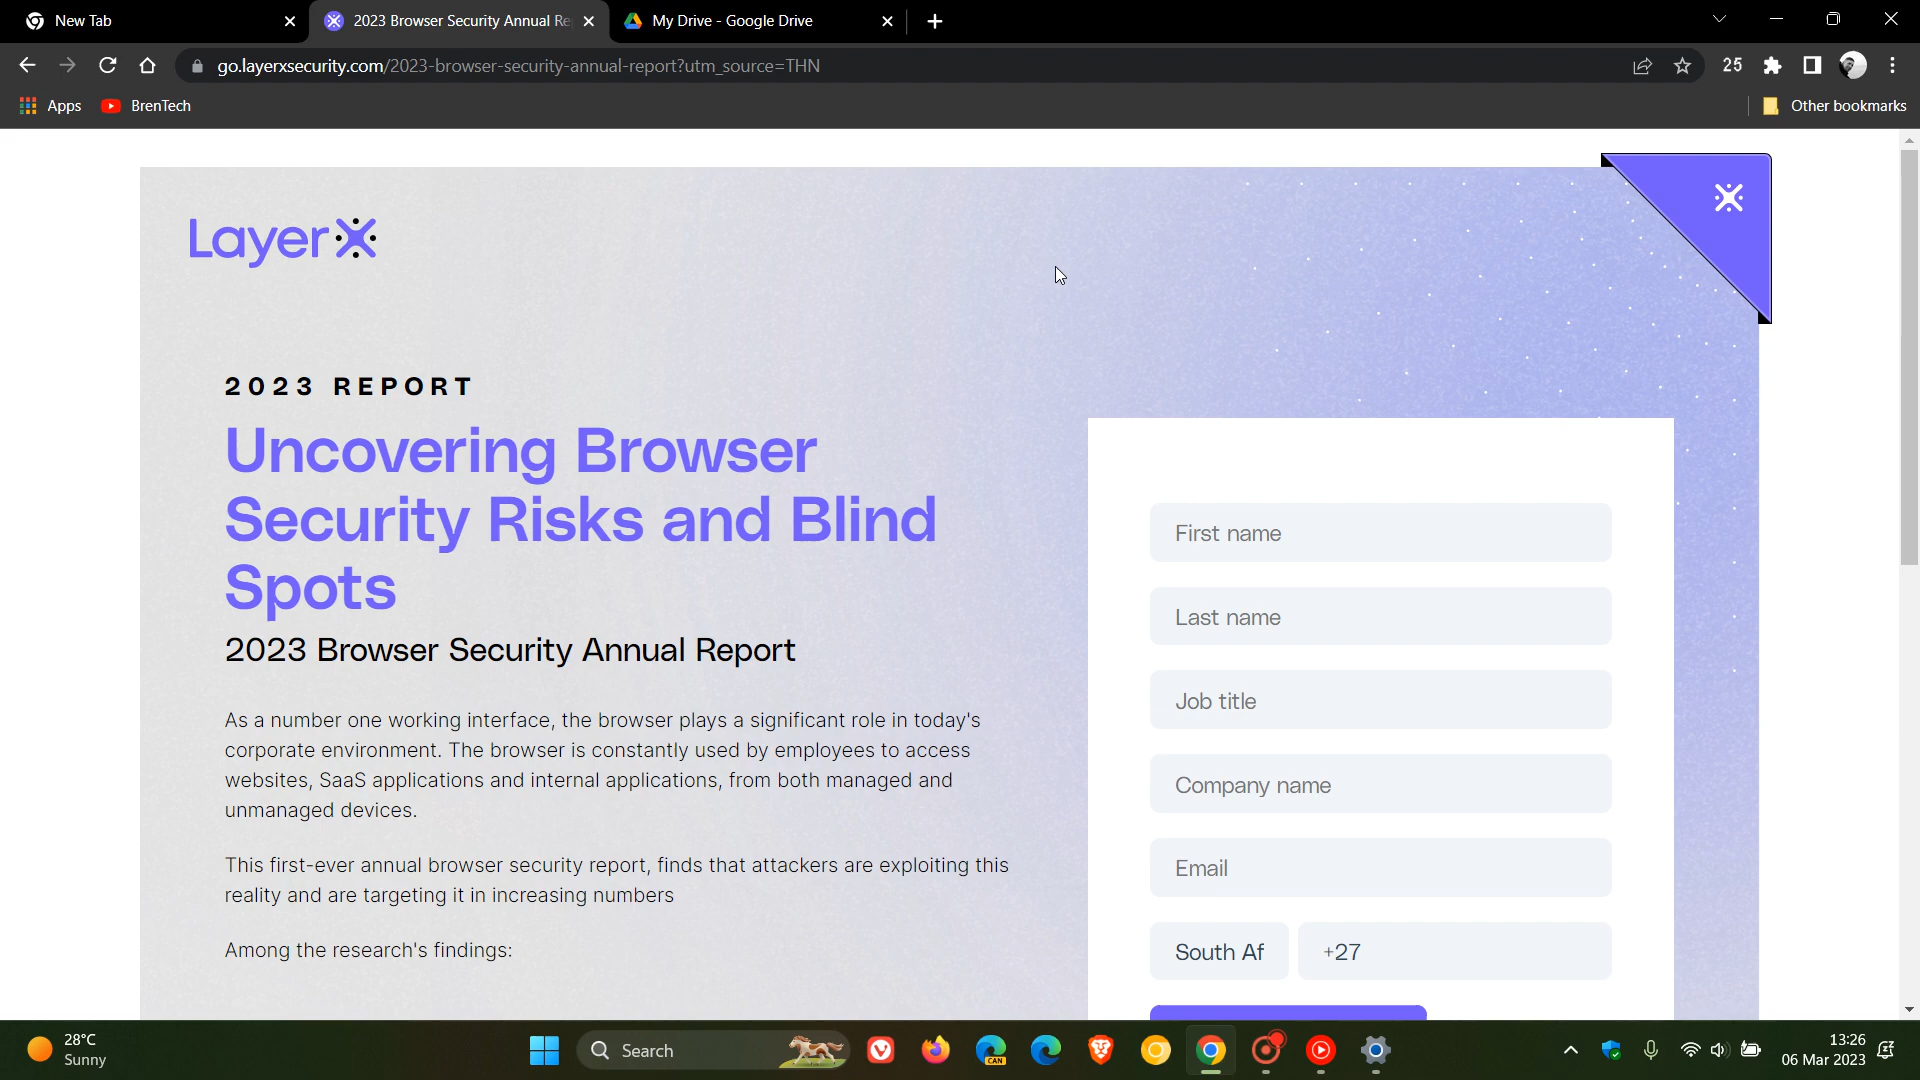 New Tab
2023 Browser Security Annual Re
My Drive - Google Drive
go.layerxsecurity.com/2023-browser-security-annual-report?utm_source=THN
25
Apps
BrenTech
Other bookmarks
LayerX
2023 REPORT
Uncovering Browser
Security Risks and Blind
Spots
2023 Browser Security Annual Report
As a number one working interface, the browser plays a significant role in today's
corporate environment. The browser is constantly used by employees to access
websites, SaaS applications and internal applications, from both managed and
unmanaged devices.
This first-ever annual browser security report, finds that attackers are exploiting this
reality and are targeting it in increasing numbers
Among the research's findings:
First name
Last name
Job title
Company name
Email
South Af
+27
28°C
Sunny
Search
CAN
13:26
06 Mar 2023